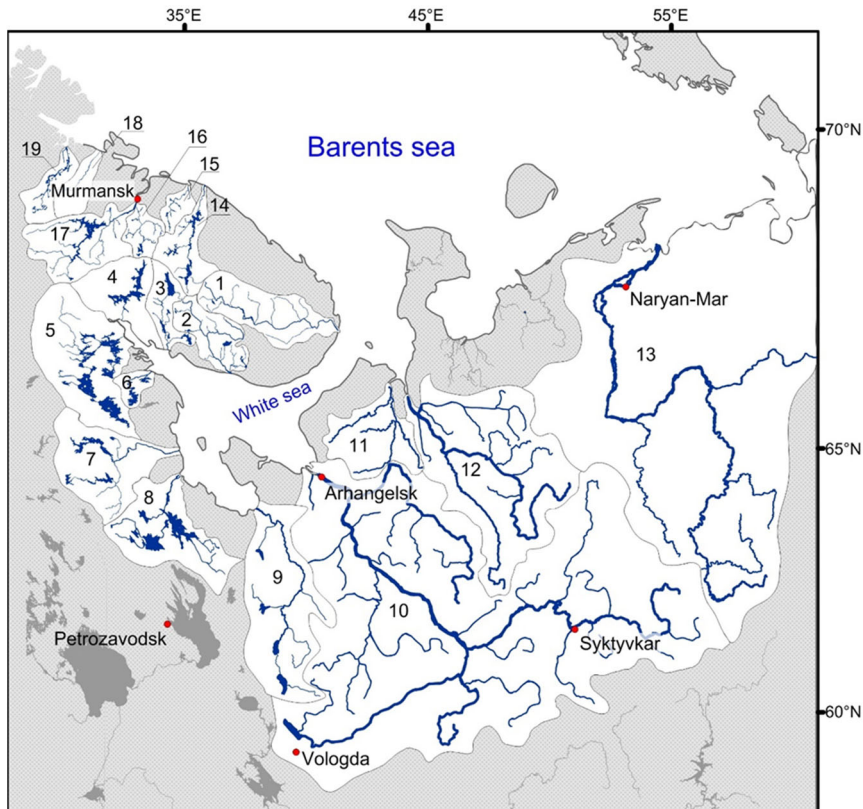 35°E 45°E 55°E
18
16
19
15
Barents sea
70°N
Murmansk
14
17
4
3
1
2
Naryan-Mar
5
13
6
White sea
11
65°N
7
12
8
Arhangelsk
9
10
Petrozavodsk
Syktyvkar
60°N
Vologda